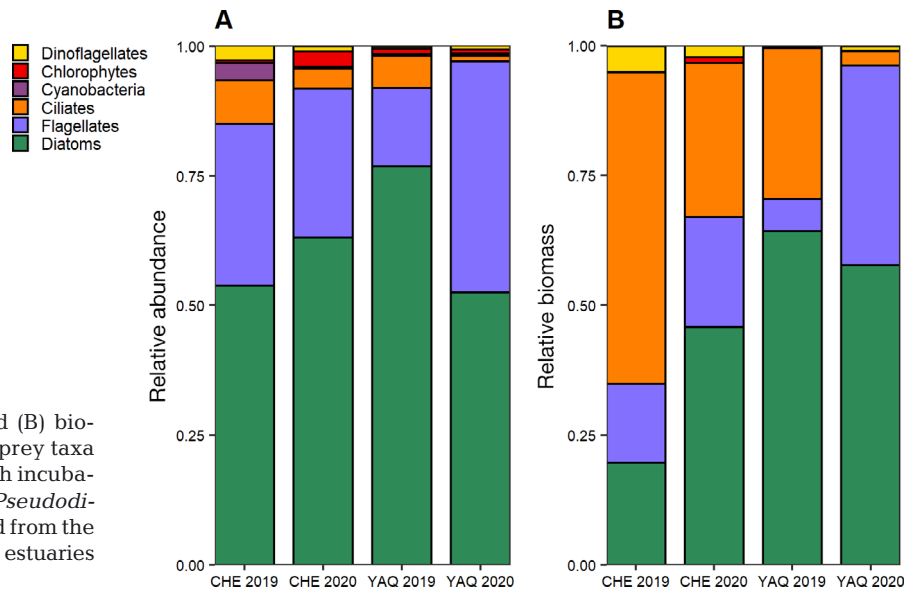 A
B
Dinoflagellates
Chlorophytes
Cyanobacteria
Ciliates
Flagellates
Diatoms
Relative abundance
1.00
0.75
0.50
0.25
0.00
CHE 2019 CHE 2020 YAQ 2019 YAQ 2020
Relative biomass
1.00
0.75
0.50
0.25
0.00
CHE 2019 CHE 2020 YAQ 2019 YAQ 2020
d (B) bio-
prey taxa
h incuba-
Pseudodi-
d from the
estuaries